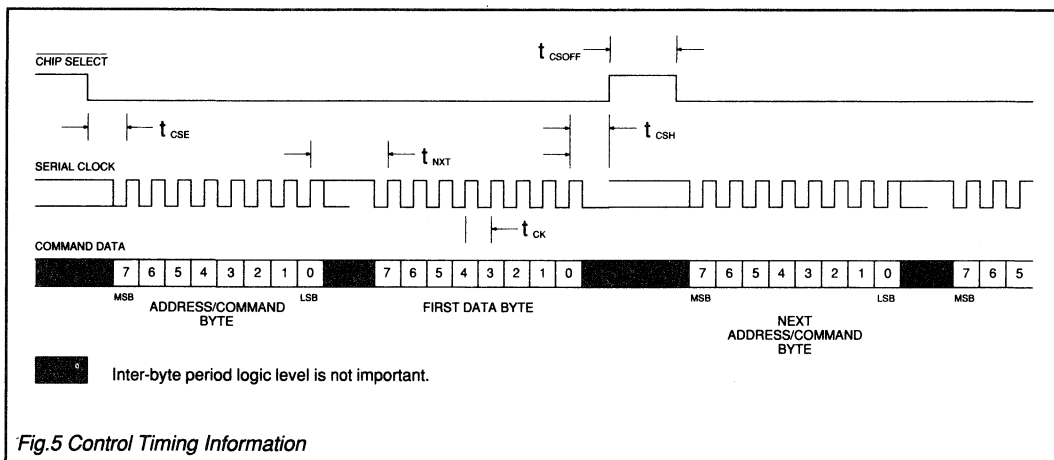 t CSOFF
CHIP SELECT
t CSE
t CSH
t NXT
SERIAL CLOCK
t CK
COMMAND DATA
7 6 5 4 3 2 1 0 7 6 5 4 3 2 1 0 7 6 5 4 3 2 1 0 7 6 5
MSB LSB MSB LSB MSB
ADDRESS/COMMAND
BYTE
FIRST DATA BYTE
NEXT
ADDRESS/COMMAND
BYTE
Inter-byte period logic level is not important.
Fig.5 Control Timing Information